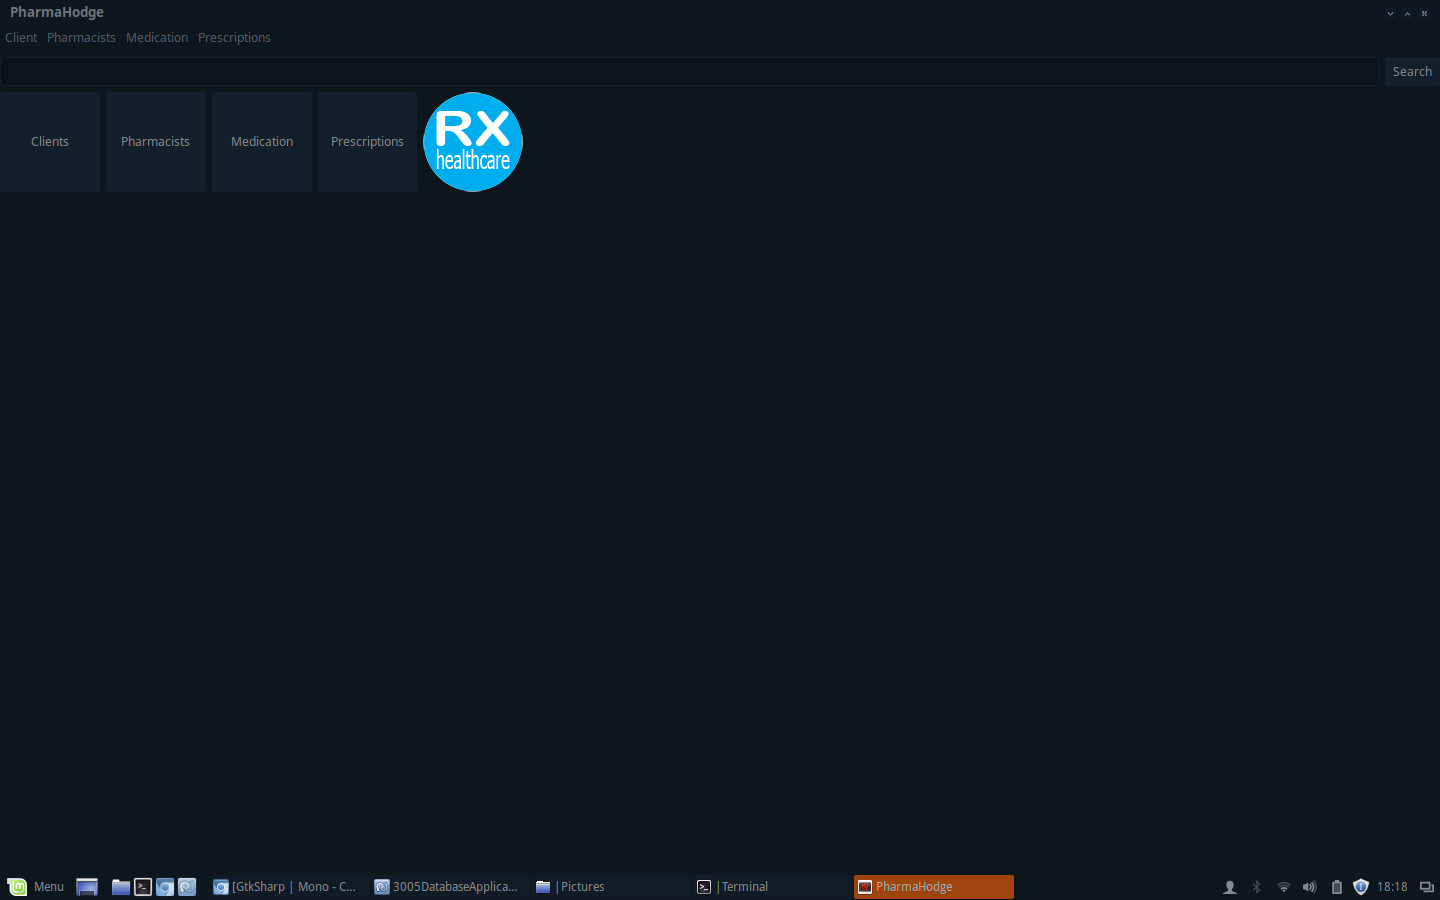 PharmaHodge
Client Pharmacists Medication Prescriptions
Search
Clients Pharmacists Medication Prescriptions
RX
healthcare
Menu [GtkSharp | Mono - C... 3005DatabaseApplica... |Pictures |Terminal PharmaHodge 18:18